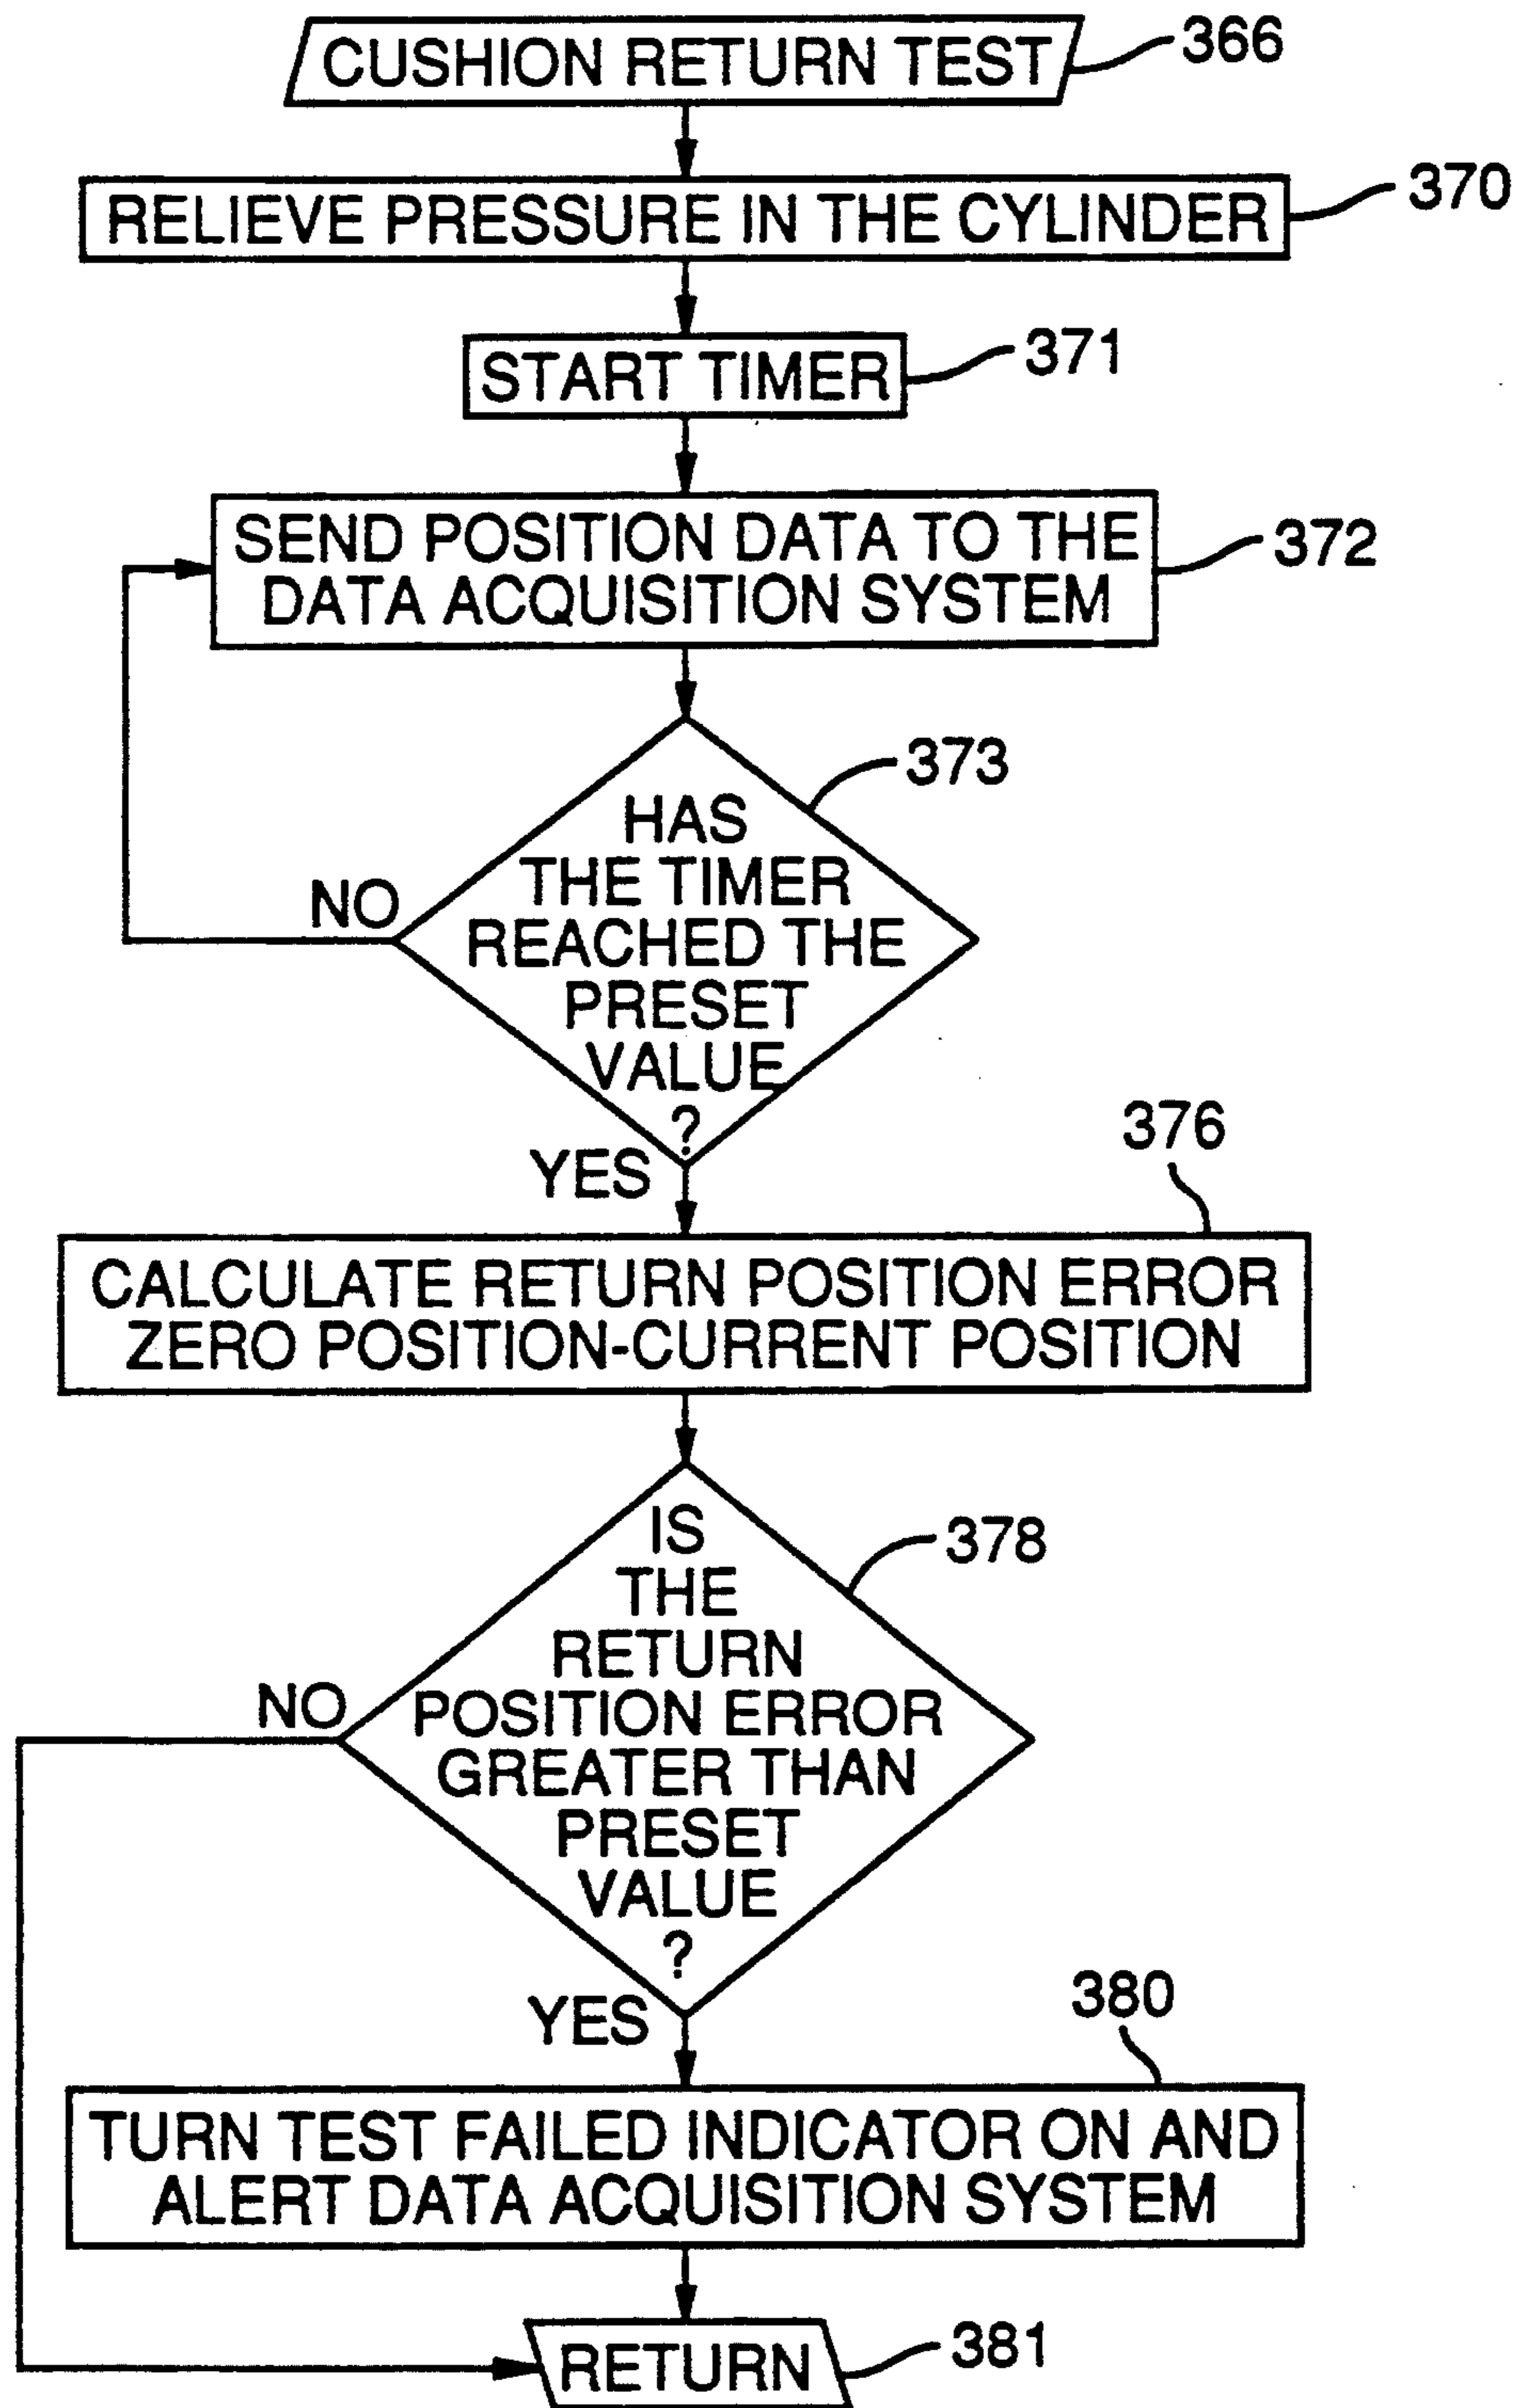 CUSHION RETURN TEST
366
RELIEVE PRESSURE IN THE CYLINDER
370
START TIMER
371
SEND POSITION DATA TO THE
DATA ACQUISITION SYSTEM
372
373
HAS
THE TIMER
REACHED THE
PRESET
VALUE
?
NO
YES
376
CALCULATE RETURN POSITION ERROR
ZERO POSITION-CURRENT POSITION
378
IS
THE
RETURN
POSITION ERROR
GREATER THAN
PRESET
VALUE
?
NO
YES
380
TURN TEST FAILED INDICATOR ON AND
ALERT DATA ACQUISITION SYSTEM
RETURN
381